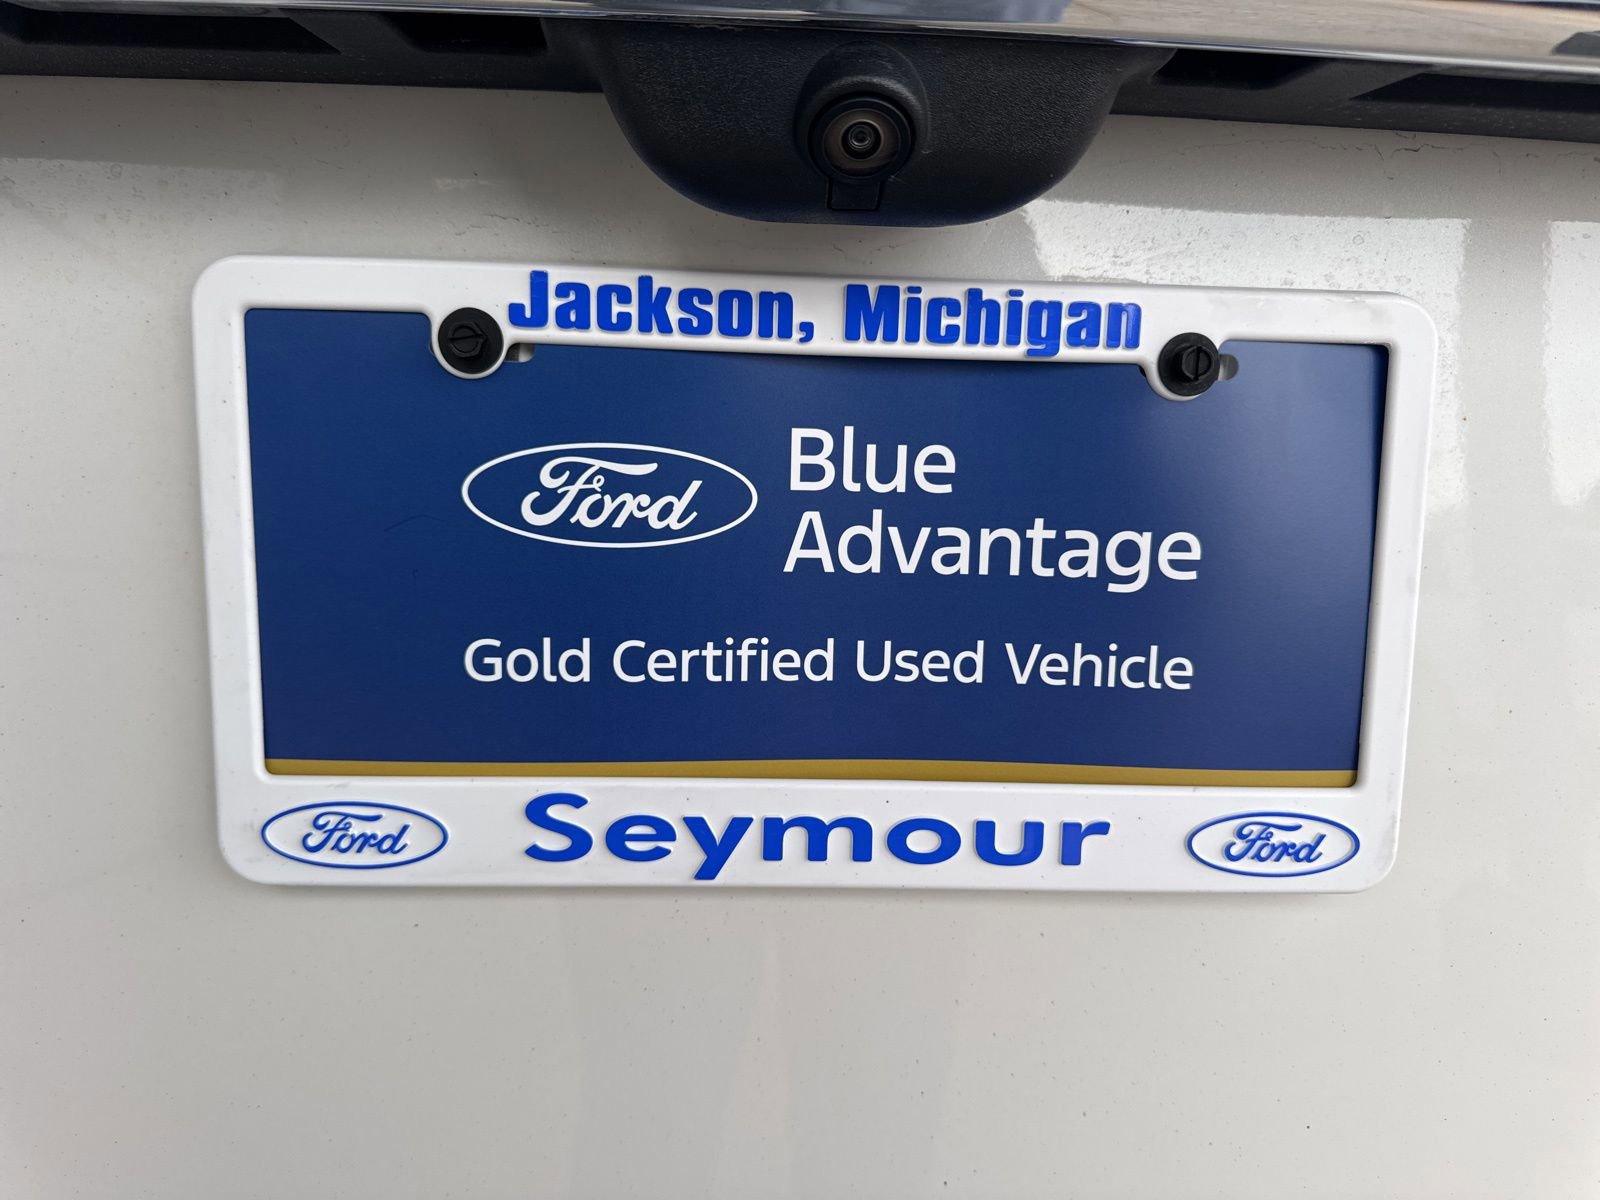 Jackson, Michigan
Ford
Blue
Advantage
Gold Certified Used Vehicle
Ford Seymour Ford